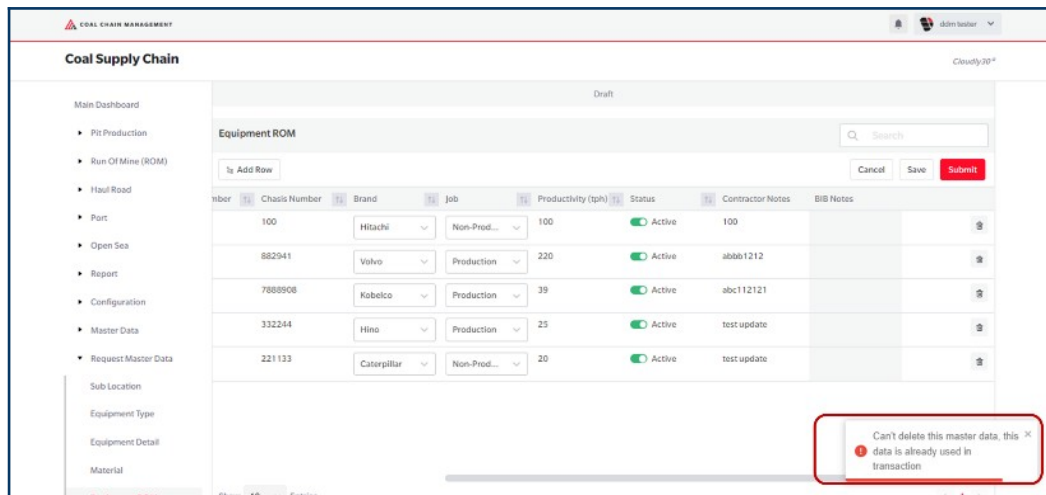 COAL CHAIN MANAGEMENT
ddm tester
Coal Supply Chain
Cloudly30
Main Dashboard
Pit Production
Run Of Mine (ROM)
Haul Road
Port
Open Sea
Report
Configuration
Master Data
Request Master Data
Sub Location
Equipment Type
Equipment Detail
Material
Draft
Equipment ROM
Search
Add Row
Cancel Save Submit
Chasis Number Brand Job Productivity (tph) Status Contractor Notes BIB Notes
100 Hitachi Non-Prod... 100 Active 100
882941 Volvo Production 220 Active abbb1212
7888908 Kobelco Production 39 Active abc112121
332244 Hino Production 25 Active test update
221133 Caterpillar Non-Prod... 20 Active test update
Can't delete this master data, this
data is already used in
transaction